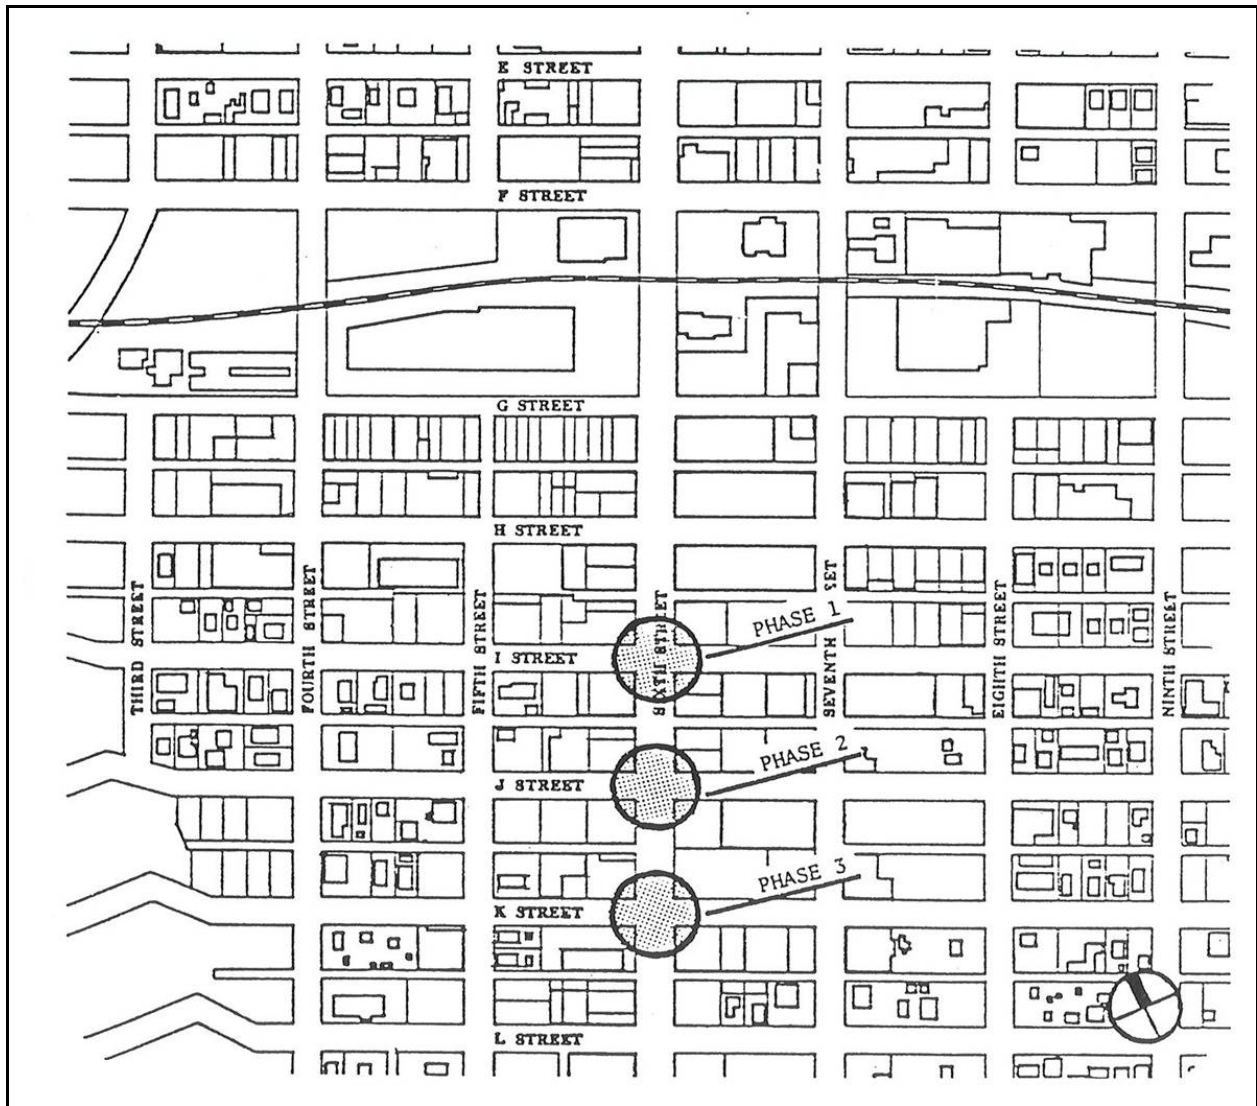 E STREET
F STREET
G STREET
H STREET
THIRD STREET
FOURTH STREET
FIFTH STREET
SIXTH STREET
SEVENTH
EIGHTH STREET
NINTH STREET
PHASE 1
I STREET
PHASE 2
J STREET
PHASE 3
K STREET
L STREET